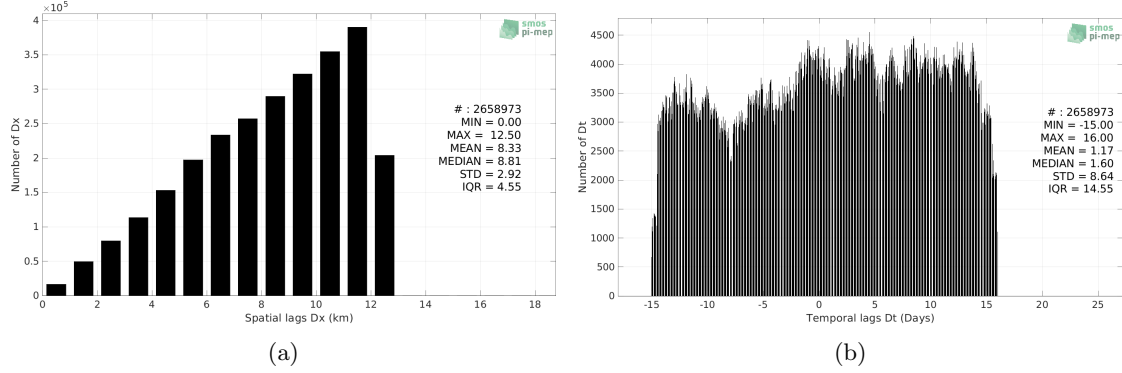 ×10⁵
4
3.5
3
2.5
2
1.5
1
0.5
0
Number of Dx
0 2 4 6 8 10 12 14 16 18
Spatial lags Dx (km)
smos
pi-mep
# : 2658973
MIN = 0.00
MAX = 12.50
MEAN = 8.33
MEDIAN = 8.81
STD = 2.92
IQR = 4.55
(a)
4500
4000
3500
3000
2500
2000
1500
1000
500
0
Number of Dt
-15 -10 -5 0 5 10 15 20 25
Temporal lags Dt (Days)
smos
pi-mep
# : 2658973
MIN = -15.00
MAX = 16.00
MEAN = 1.17
MEDIAN = 1.60
STD = 8.64
IQR = 14.55
(b)